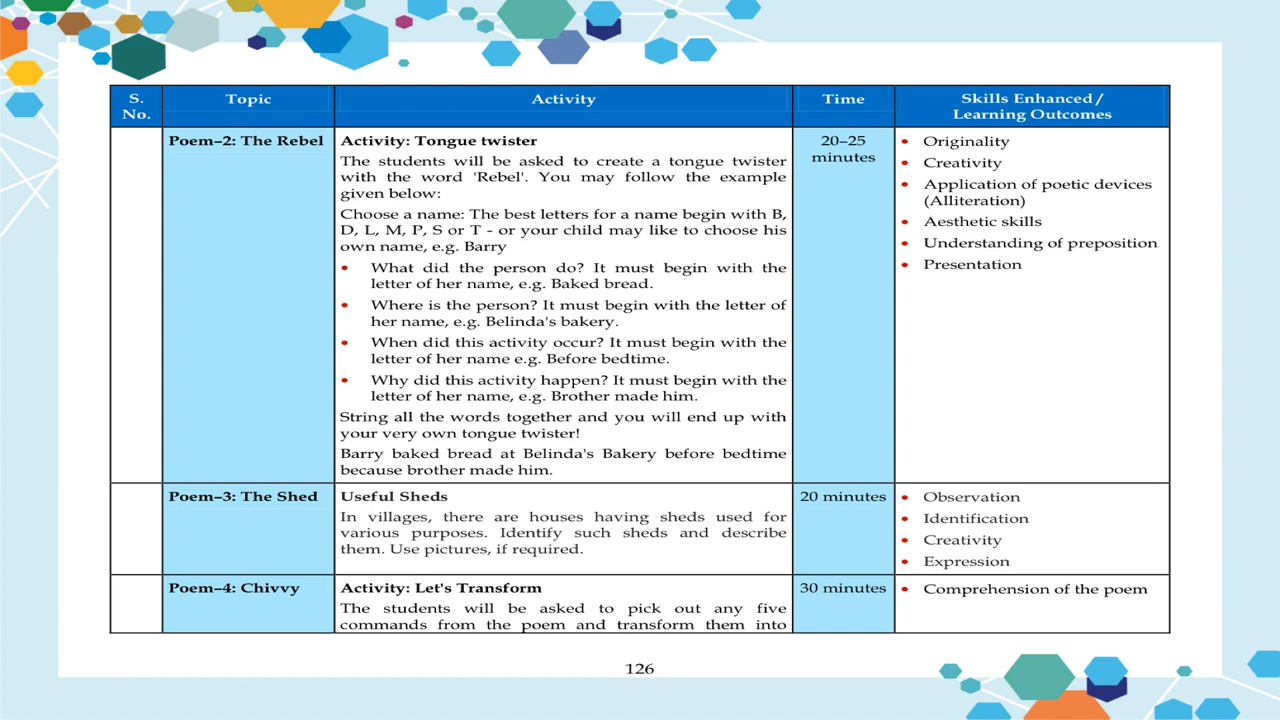 S. No.
Topic
Activity
Time
Skills Enhanced/
Learning Outcomes
Poem–2: The Rebel
Activity: Tongue twister
The students will be asked to create a tongue twister
with the word 'Rebel'. You may follow the example
given below:
Choose a name: The best letters for a name begin with B,
D, L, M, P, S or T - or your child may like to choose his
own name, e.g. Barry
• What did the person do? It must begin with the
letter of her name, e.g. Baked bread.
• Where is the person? It must begin with the letter of
her name, e.g. Belinda's bakery.
• When did this activity occur? It must begin with the
letter of her name e.g. Before bedtime.
• Why did this activity happen? It must begin with the
letter of her name, e.g. Brother made him.
String all the words together and you will end up with
your very own tongue twister!
Barry baked bread at Belinda's Bakery before bedtime
because brother made him.
20–25
minutes
• Originality
• Creativity
• Application of poetic devices
(Alliteration)
• Aesthetic skills
• Understanding of preposition
• Presentation
Poem–3: The Shed
Useful Sheds
In villages, there are houses having sheds used for
various purposes. Identify such sheds and describe
them. Use pictures, if required.
20 minutes
• Observation
• Identification
• Creativity
• Expression
Poem–4: Chivvy
Activity: Let's Transform
The students will be asked to pick out any five
commands from the poem and transform them into
30 minutes
• Comprehension of the poem
126